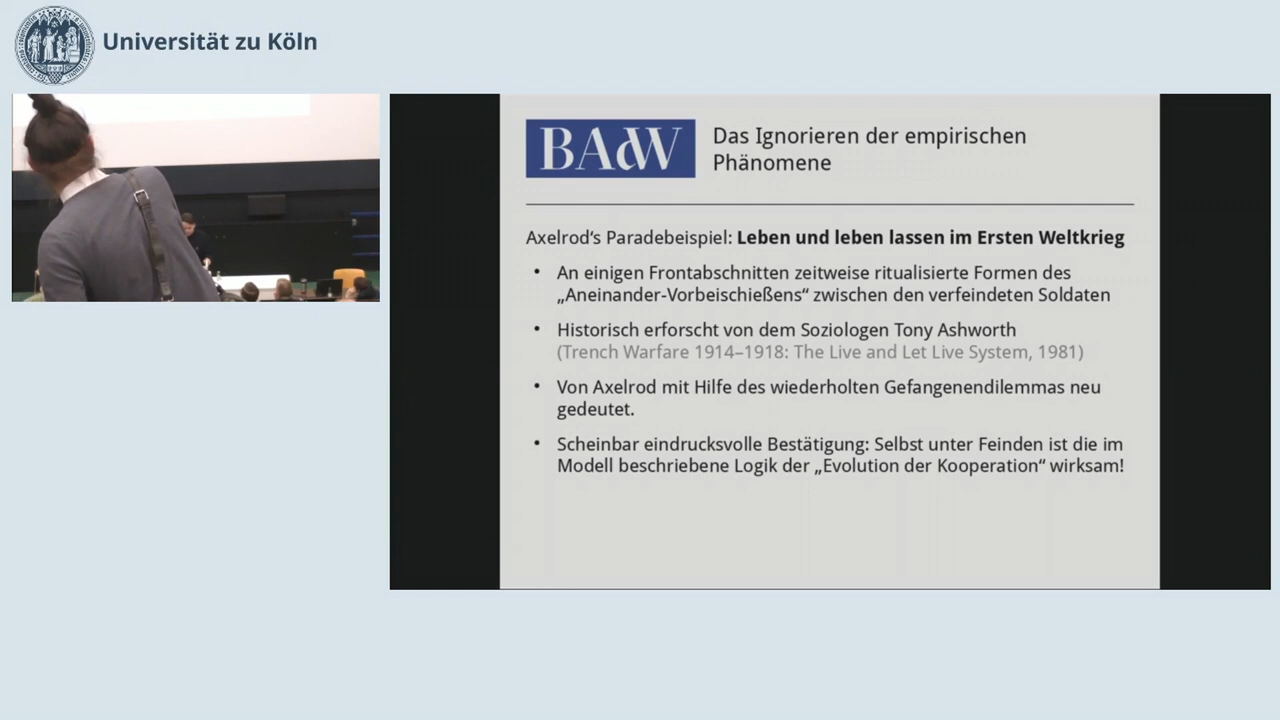 Universität zu Köln
BAdW
Das Ignorieren der empirischen
Phänomene
Axelrod‘s Paradebeispiel: Leben und leben lassen im Ersten Weltkrieg
• An einigen Frontabschnitten zeitweise ritualisierte Formen des
„Aneinander-Vorbeischießens“ zwischen den verfeindeten Soldaten
• Historisch erforscht von dem Soziologen Tony Ashworth
(Trench Warfare 1914–1918: The Live and Let Live System, 1981)
• Von Axelrod mit Hilfe des wiederholten Gefangenendilemmas neu
gedeutet.
• Scheinbar eindrucksvolle Bestätigung: Selbst unter Feinden ist die im
Modell beschriebene Logik der „Evolution der Kooperation“ wirksam!